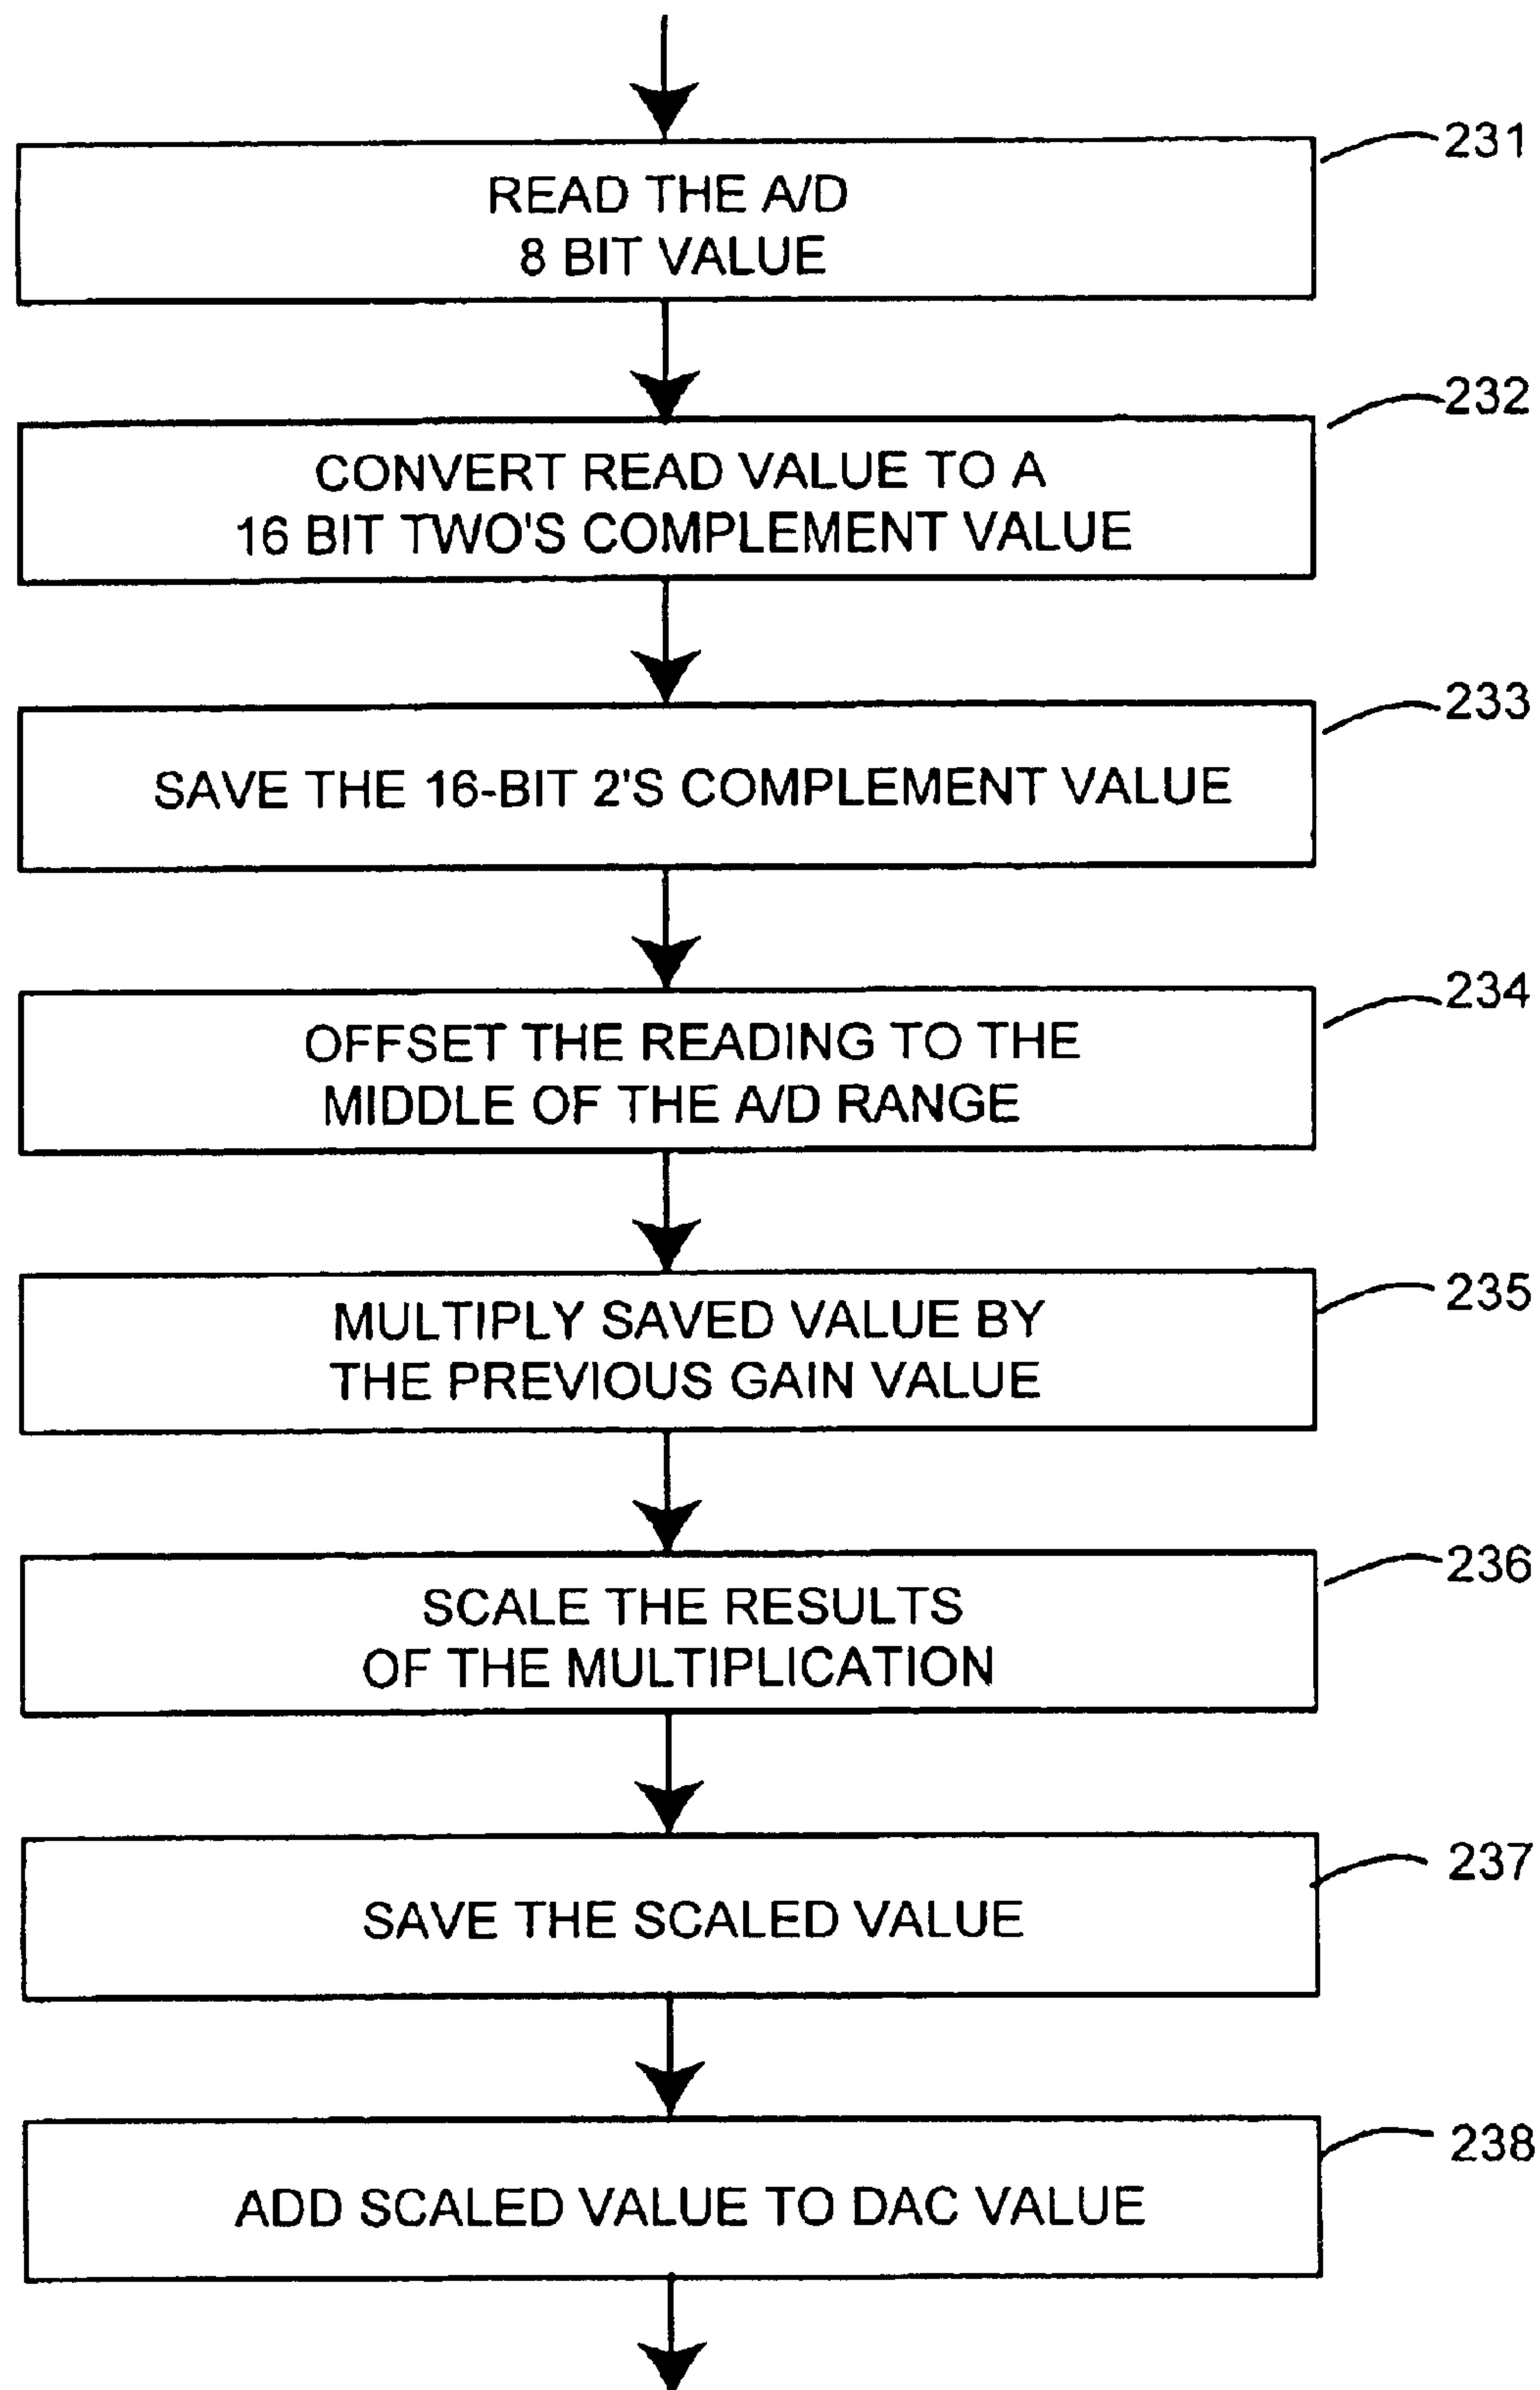 231
READ THE A/D
8 BIT VALUE
232
CONVERT READ VALUE TO A
16 BIT TWO'S COMPLEMENT VALUE
233
SAVE THE 16-BIT 2'S COMPLEMENT VALUE
234
OFFSET THE READING TO THE
MIDDLE OF THE A/D RANGE
235
MULTIPLY SAVED VALUE BY
THE PREVIOUS GAIN VALUE
236
SCALE THE RESULTS
OF THE MULTIPLICATION
237
SAVE THE SCALED VALUE
238
ADD SCALED VALUE TO DAC VALUE